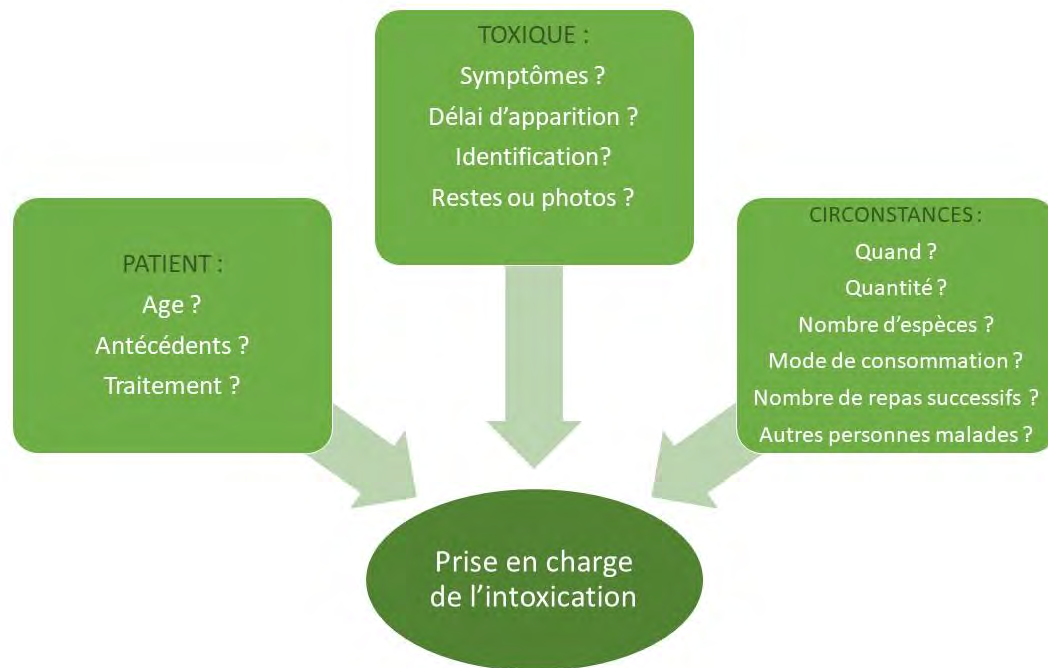 TOXIQUE :
Symptômes ?
Délai d'apparition ?
Identification?
Restes ou photos ?
PATIENT :
Age ?
Antécédents ?
Traitement ?
CIRCONSTANCES :
Quand ?
Quantité ?
Nombre d'espèces ?
Mode de consommation ?
Nombre de repas successifs ?
Autres personnes malades ?
Prise en charge
de l'intoxication